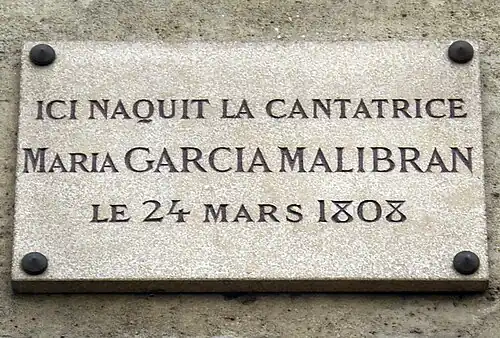 ICI NAQUIT LA CANTATRICE
MARIA GARCIA MALIBRAN
LE 24 MARS 1808